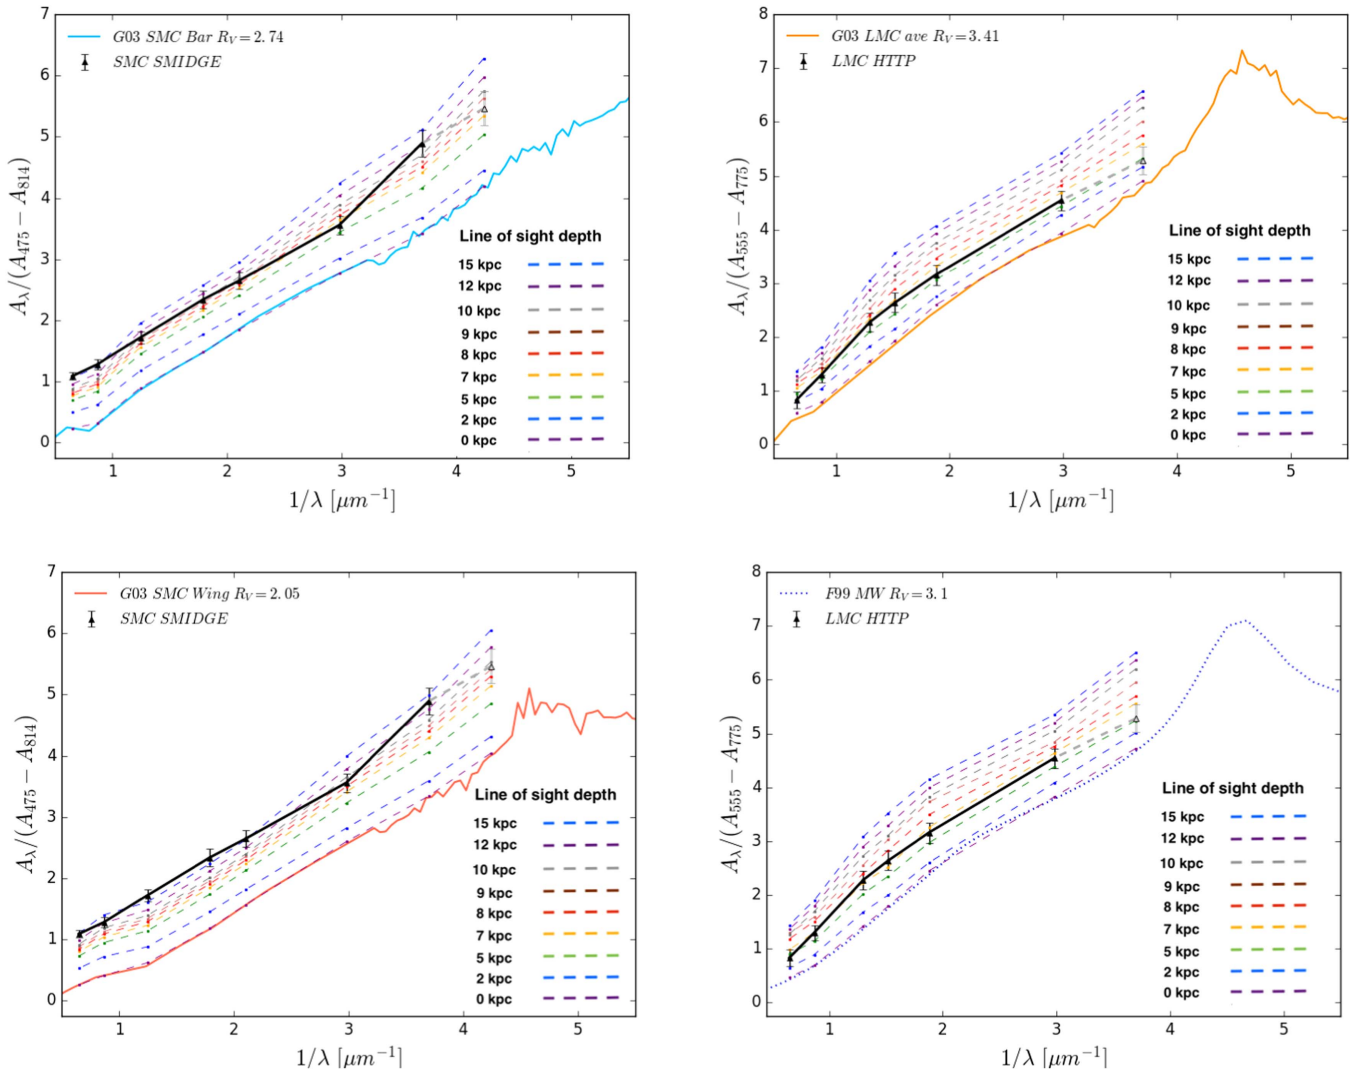 G03 SMC Bar R_V = 2.74
SMC SMIDGE
Line of sight depth
15 kpc
12 kpc
10 kpc
9 kpc
8 kpc
7 kpc
5 kpc
2 kpc
0 kpc
7
6
5
4
3
2
1
0
A_λ/(A_475 − A_814)
1 2 3 4 5
1/λ [μm⁻¹]
G03 LMC ave R_V = 3.41
LMC HTTP
Line of sight depth
15 kpc
12 kpc
10 kpc
9 kpc
8 kpc
7 kpc
5 kpc
2 kpc
0 kpc
8
7
6
5
4
3
2
1
0
A_λ/(A_555 − A_775)
1 2 3 4 5
1/λ [μm⁻¹]
G03 SMC Wing R_V = 2.05
SMC SMIDGE
Line of sight depth
15 kpc
12 kpc
10 kpc
9 kpc
8 kpc
7 kpc
5 kpc
2 kpc
0 kpc
7
6
5
4
3
2
1
0
A_λ/(A_475 − A_814)
1 2 3 4 5
1/λ [μm⁻¹]
F99 MW R_V = 3.1
LMC HTTP
Line of sight depth
15 kpc
12 kpc
10 kpc
9 kpc
8 kpc
7 kpc
5 kpc
2 kpc
0 kpc
8
7
6
5
4
3
2
1
0
A_λ/(A_555 − A_775)
1 2 3 4 5
1/λ [μm⁻¹]